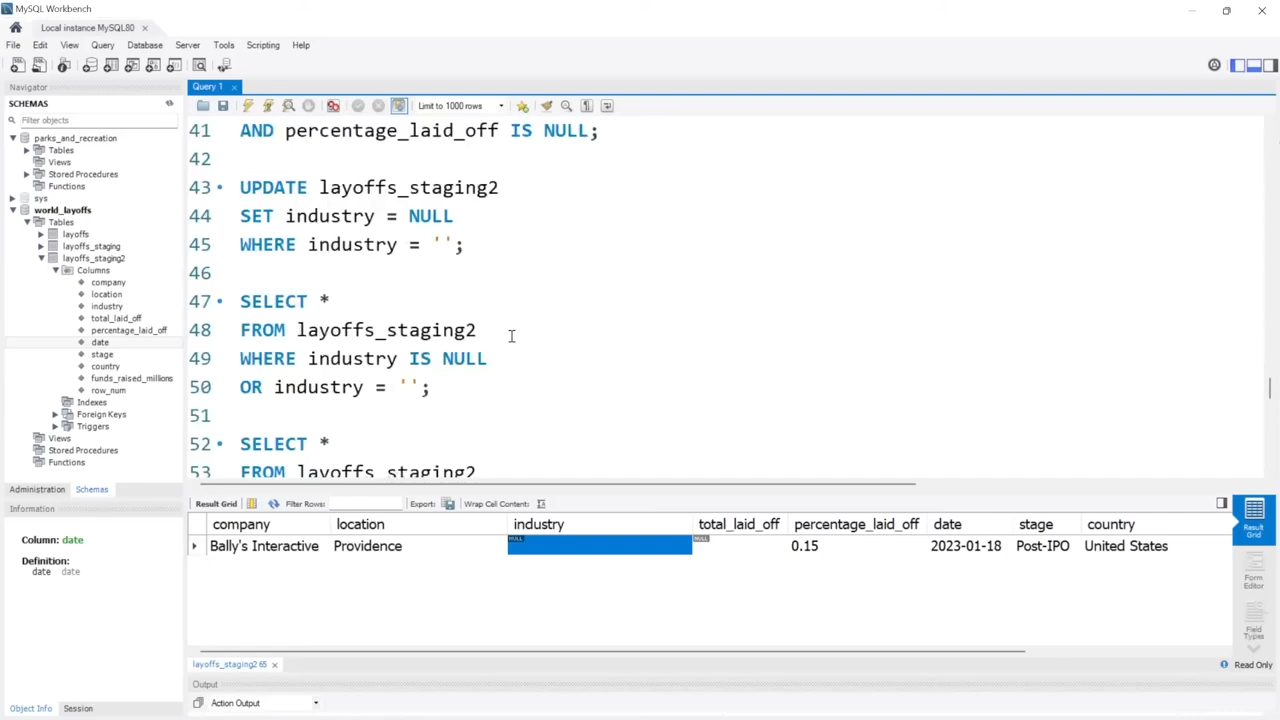 MySQL Workbench
Local instance MySQL80
File Edit View Query Database Server Tools Scripting Help
Navigator
SCHEMAS
Filter objects
parks_and_recreation
Tables
Views
Stored Procedures
Functions
sys
world_layoffs
Tables
layoffs
layoffs_staging
layoffs_staging2
Columns
company
location
industry
total_laid_off
percentage_laid_off
date
stage
country
funds_raised_millions
row_num
Indexes
Foreign Keys
Triggers
Views
Stored Procedures
Functions
Administration Schemas
Information
Column: date
Definition:
date date
Object Info Session
Query 1
Limit to 1000 rows
41 AND percentage_laid_off IS NULL;
42
43 UPDATE layoffs_staging2
44 SET industry = NULL
45 WHERE industry = '';
46
47 SELECT *
48 FROM layoffs_staging2
49 WHERE industry IS NULL
50 OR industry = '';
51
52 SELECT *
53 FROM layoffs_staging2
Result Grid Filter Rows: Export: Wrap Cell Content:
company location industry total_laid_off percentage_laid_off date stage country
Bally's Interactive Providence NULL NULL 0.15 2023-01-18 Post-IPO United States
Result
Grid
Form
Editor
Field
Types
layoffs_staging2 65
Read Only
Output
Action Output